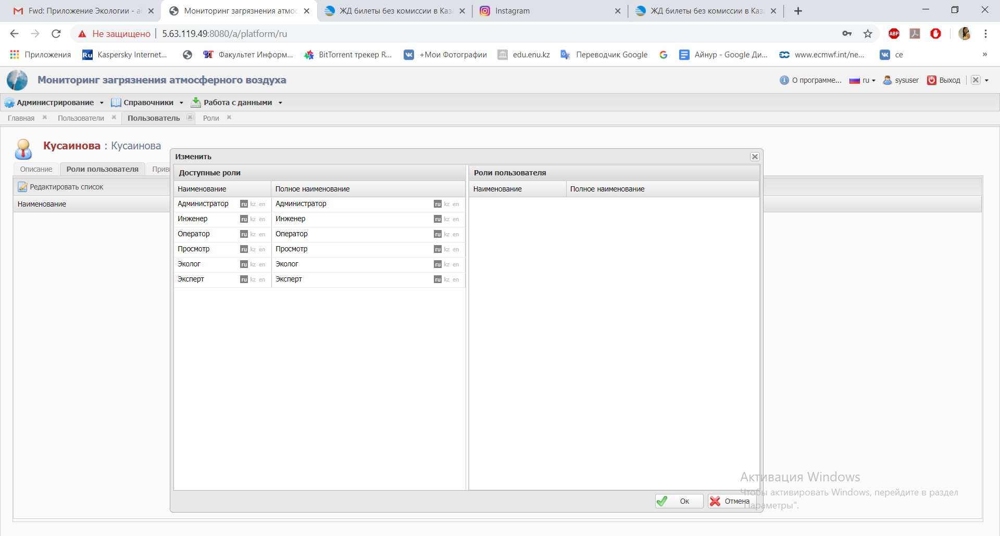 Fwd: Приложение Экологии - ai
Мониторинг загрязнения атмос
ЖД билеты без комиссии в Каза
Instagram
ЖД билеты без комиссии в Каза
Не защищено
5.63.119.49:8080/a/platform/ru
ABP
Приложения
Ru Kaspersky Internet...
Факультет Информ...
BitTorrent трекер R...
+Мои Фотографии
edu.enu.kz
Переводчик Google
Айнур - Google Ди...
www.ecmwf.int/ne...
ce
»
Мониторинг загрязнения атмосферного воздуха
О программе...
ru
sysuser
Выход
Администрирование
Справочники
Работа с данными
Главная
Пользователи
Пользователь
Роли
Кусаинова : Кусаинова
Описание
Роли пользователя
Приви
Редактировать список
Наименование
Изменить
Доступные роли
Наименование Полное наименование
Администратор ru kz en Администратор ru kz en
Инженер ru kz en Инженер ru kz en
Оператор ru kz en Оператор ru kz en
Просмотр ru kz en Просмотр ru kz en
Эколог ru kz en Эколог ru kz en
Эксперт ru kz en Эксперт ru kz en
Роли пользователя
Наименование Полное наименование
Ок
Отмена
Активация Windows
Чтобы активировать Windows, перейдите в раздел
"Параметры".